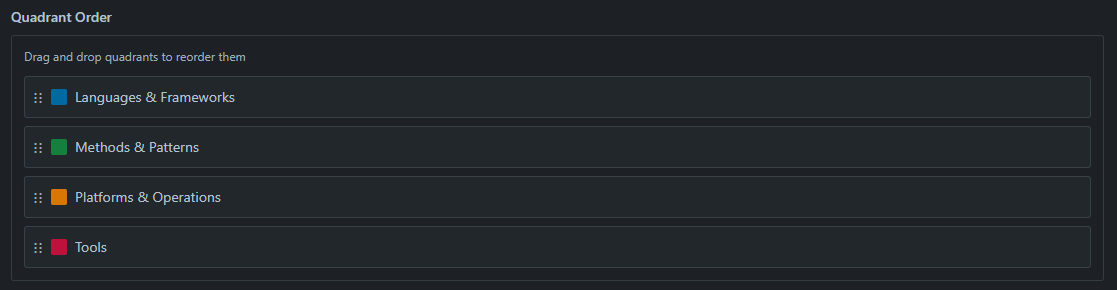 Quadrant Order
Drag and drop quadrants to reorder them
Languages & Frameworks
Methods & Patterns
Platforms & Operations
Tools